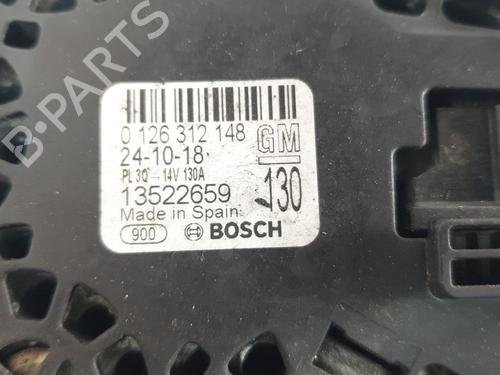 B-PARTS
0 126 312 148
GM
24-10-18
PL 30 - 14V 130A
13522659
130
Made in Spain
900
BOSCH